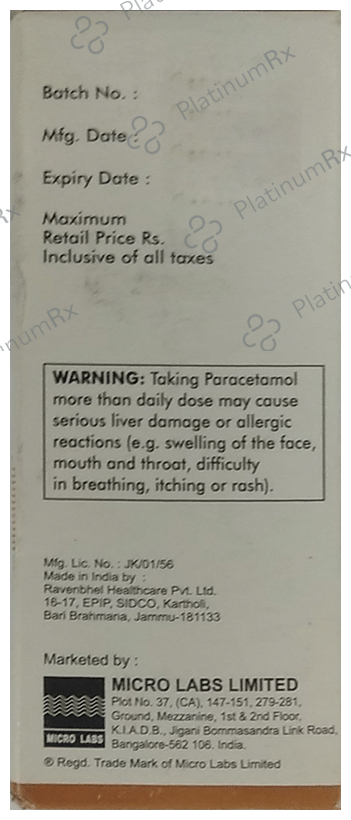 PlatinumRx
PlatinumRx
Batch No. :
Mfg. Date :
PlatinumRx
Expiry Date :
Maximum
Retail Price Rs.
Inclusive of all taxes
PlatinumRx
PlatinumRx
WARNING: Taking Paracetamol
more than daily dose may cause
serious liver damage or allergic
reactions (e.g. swelling of the face,
mouth and throat, difficulty
in breathing, itching or rash).
Mfg. Lic. No. : JK/01/56
Made in India by :
Ravenbhel Healthcare Pvt. Ltd.
16-17, EPIP, SIDCO, Kartholi,
Bari Brahmana, Jammu-181133
Marketed by :
MICRO LABS
MICRO LABS LIMITED
Plot No. 37, (CA), 147-151, 279-281,
Ground, Mezzanine, 1st & 2nd Floor,
K.I.A.D.B., Jigani Bommasandra Link Road,
Bangalore-562 106. India.
® Regd. Trade Mark of Micro Labs Limited